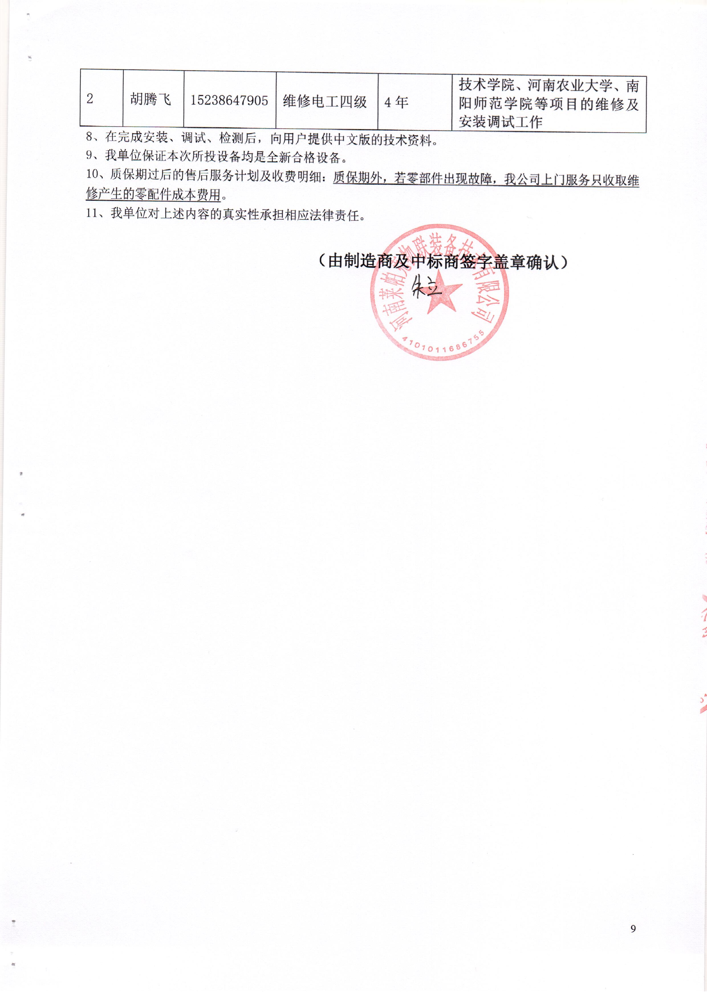 2 胡腾飞 15238647905 维修电工四级 4 年 技术学院、河南农业大学、南
阳师范学院等项目的维修及
安装调试工作
8、在完成安装、调试、检测后，向用户提供中文版的技术资料。
9、我单位保证本次所投设备均是全新合格设备。
10、质保期过后的售后服务计划及收费明细：质保期外，若零部件出现故障，我公司上门服务只收取维
修产生的零配件成本费用。
11、我单位对上述内容的真实性承担相应法律责任。
（由制造商及中标商签字盖章确认）
河南莱帕克物联装备技术有限公司
朱立
4101011686755
9